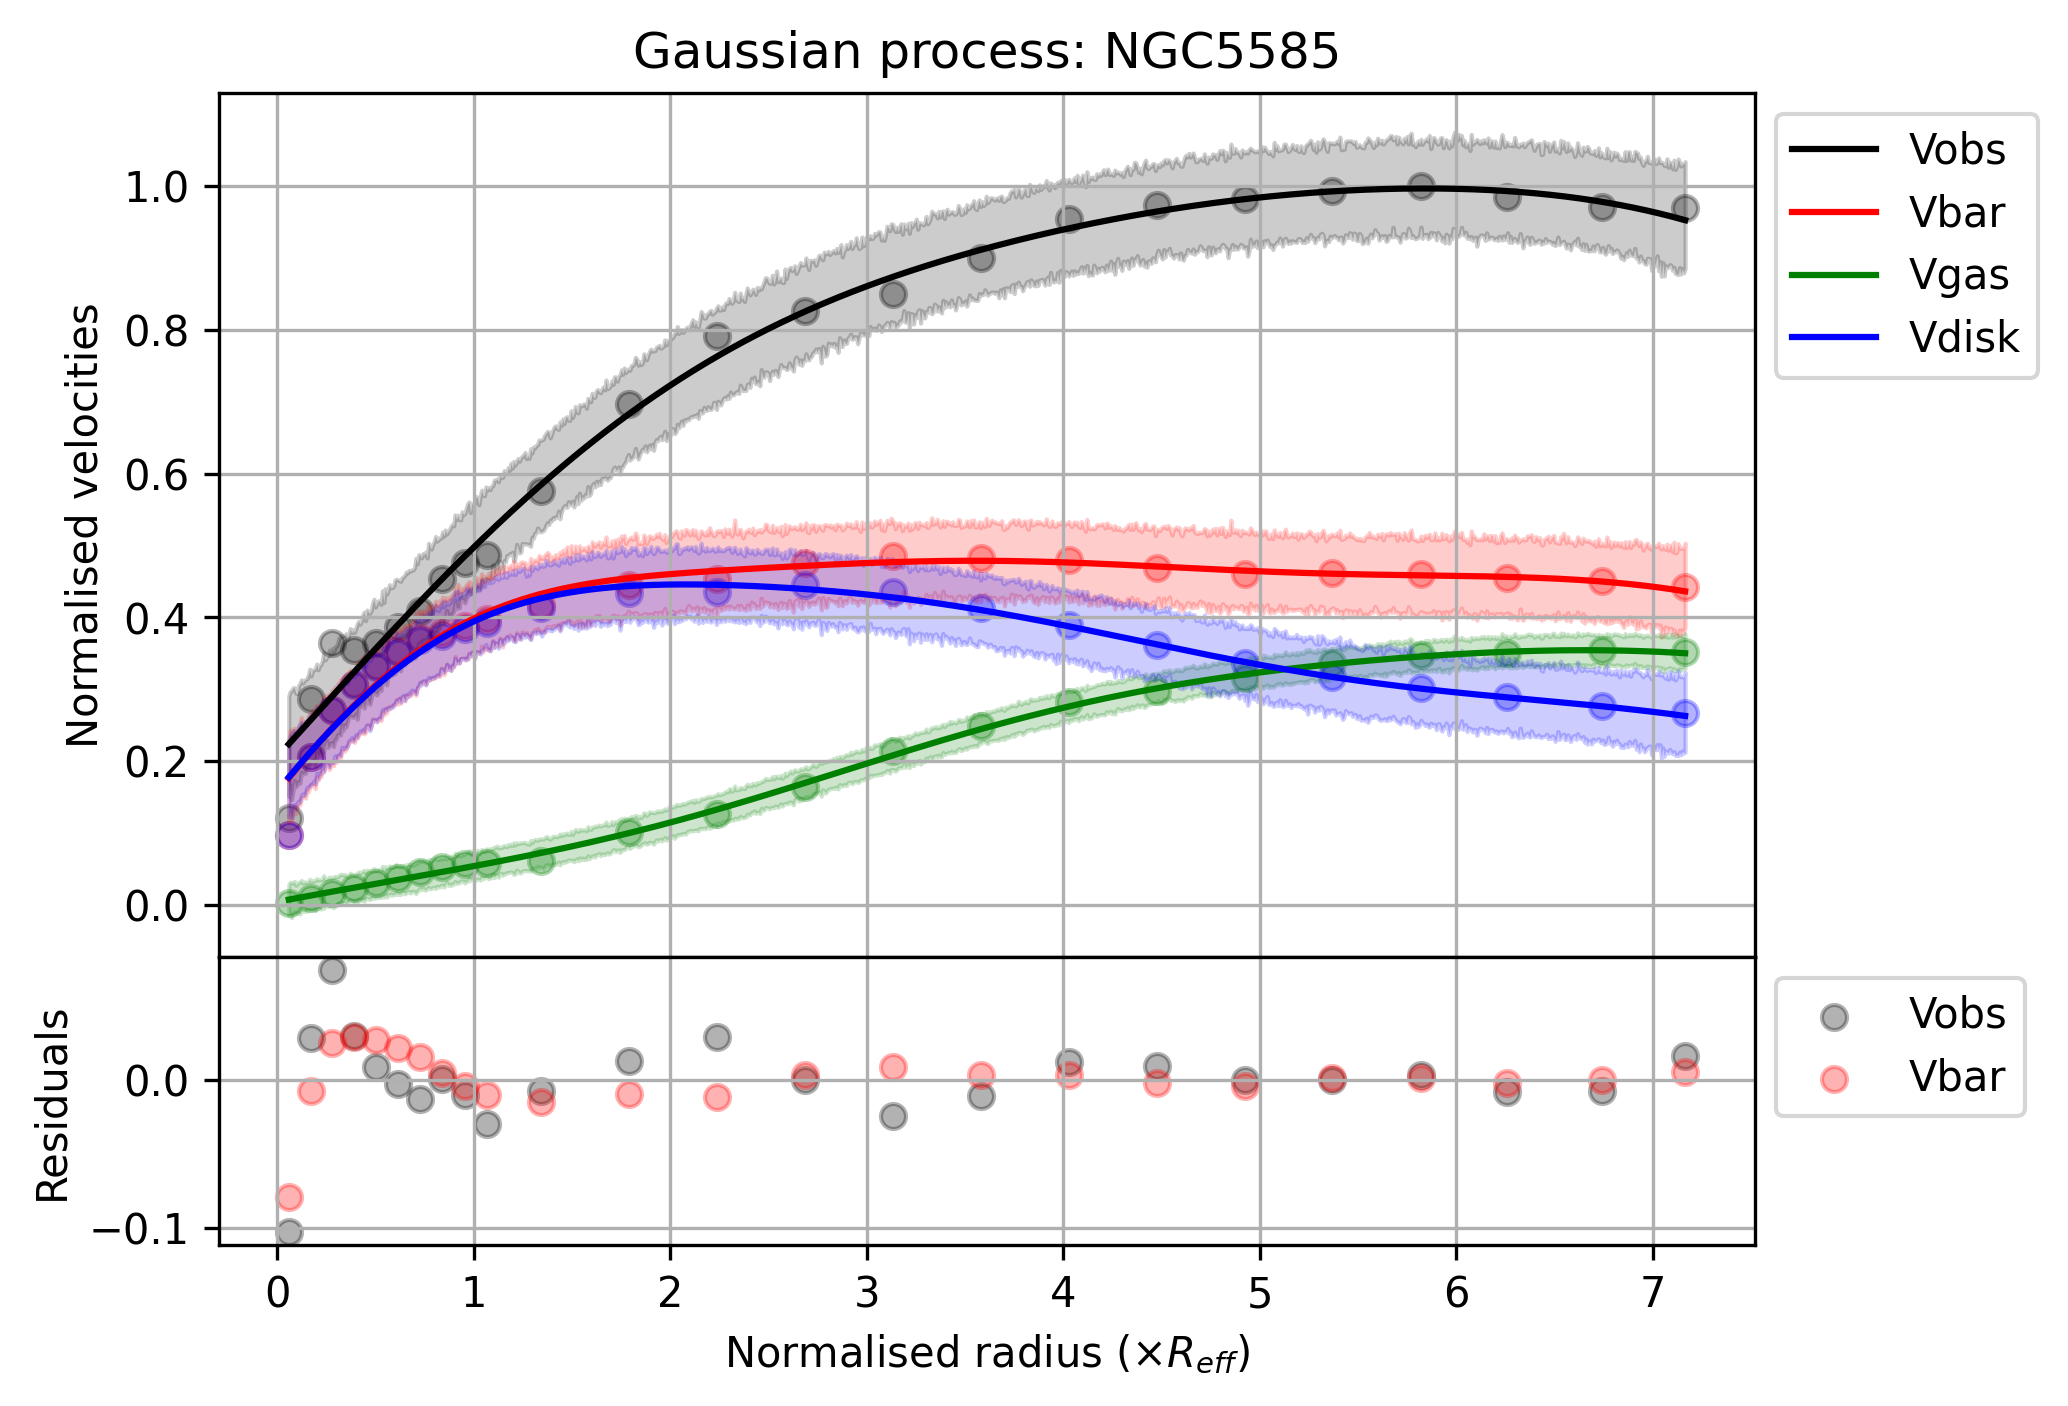 Gaussian process: NGC5585
Normalised velocities
1.0
0.8
0.6
0.4
0.2
0.0
Vobs
Vbar
Vgas
Vdisk
Residuals
0.0
−0.1
Vobs
Vbar
0 1 2 3 4 5 6 7
Normalised radius (×R_eff)